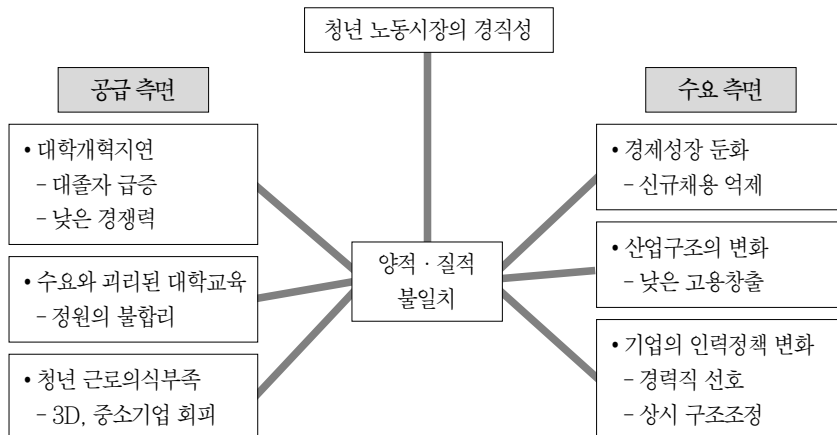 청년 노동시장의 경직성
공급 측면
• 대학개혁지연
- 대졸자 급증
- 낮은 경쟁력
• 수요와 괴리된 대학교육
- 정원의 불합리
• 청년 근로의식부족
- 3D, 중소기업 회피
양적 · 질적
불일치
수요 측면
• 경제성장 둔화
- 신규채용 억제
• 산업구조의 변화
- 낮은 고용창출
• 기업의 인력정책 변화
- 경력직 선호
- 상시 구조조정